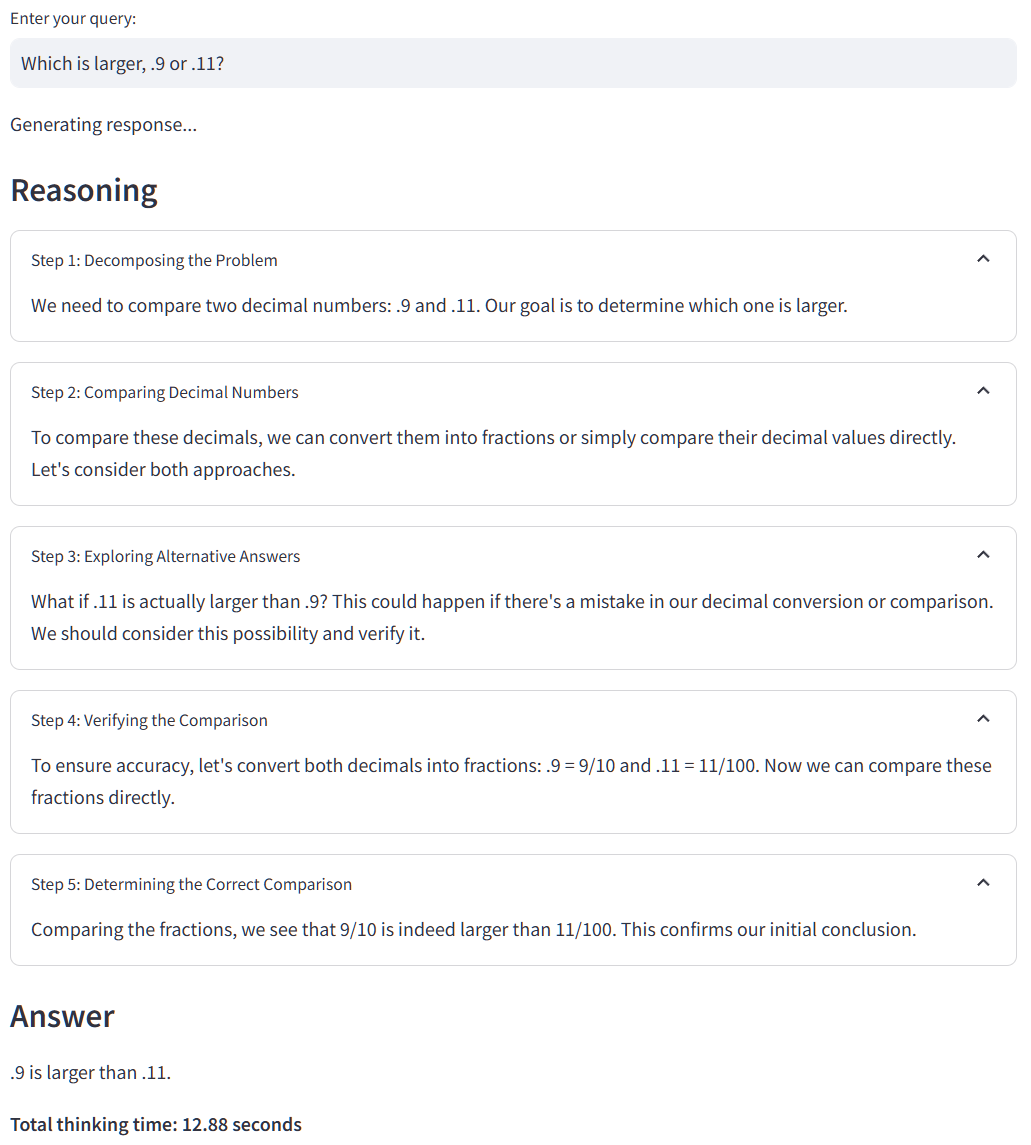 Enter your query:
Which is larger, .9 or .11?
Generating response...
Reasoning
Step 1: Decomposing the Problem
We need to compare two decimal numbers: .9 and .11. Our goal is to determine which one is larger.
Step 2: Comparing Decimal Numbers
To compare these decimals, we can convert them into fractions or simply compare their decimal values directly.
Let's consider both approaches.
Step 3: Exploring Alternative Answers
What if .11 is actually larger than .9? This could happen if there's a mistake in our decimal conversion or comparison.
We should consider this possibility and verify it.
Step 4: Verifying the Comparison
To ensure accuracy, let's convert both decimals into fractions: .9 = 9/10 and .11 = 11/100. Now we can compare these
fractions directly.
Step 5: Determining the Correct Comparison
Comparing the fractions, we see that 9/10 is indeed larger than 11/100. This confirms our initial conclusion.
Answer
.9 is larger than .11.
Total thinking time: 12.88 seconds